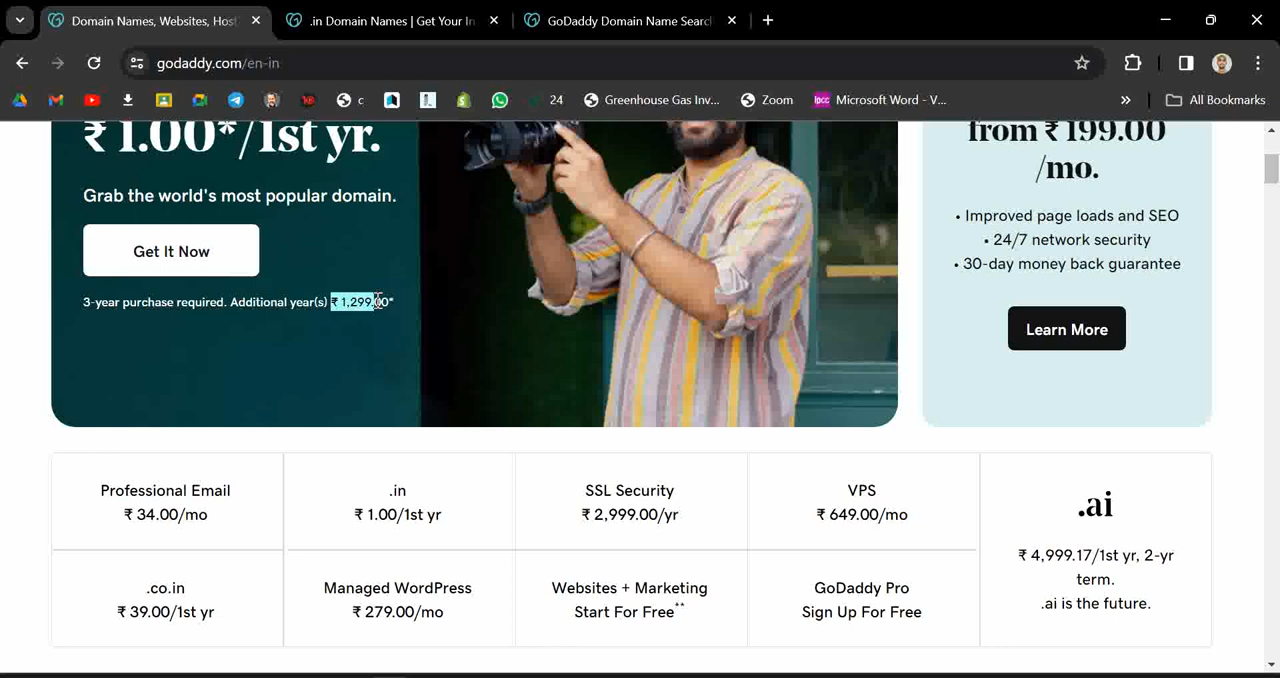 Domain Names, Websites, Hos
.in Domain Names | Get Your In
GoDaddy Domain Name Search
godaddy.com/en-in
c
24
Greenhouse Gas Inv...
Zoom
ipcc
Microsoft Word - V...
All Bookmarks
₹ 1.00*/1st yr.
Grab the world's most popular domain.
Get It Now
3-year purchase required. Additional year(s) ₹ 1,299.00*
from ₹ 199.00
/mo.
• Improved page loads and SEO
• 24/7 network security
• 30-day money back guarantee
Learn More
Professional Email
₹ 34.00/mo
.in
₹ 1.00/1st yr
SSL Security
₹ 2,999.00/yr
VPS
₹ 649.00/mo
.ai
₹ 4,999.17/1st yr, 2-yr
term.
.ai is the future.
.co.in
₹ 39.00/1st yr
Managed WordPress
₹ 279.00/mo
Websites + Marketing
Start For Free**
GoDaddy Pro
Sign Up For Free